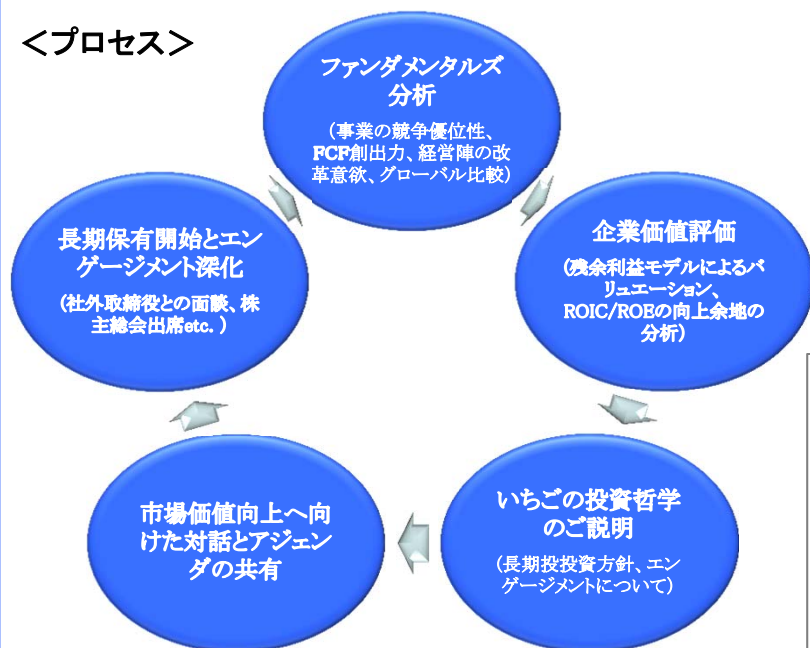 ＜プロセス＞
ファンダメンタルズ
分析
（事業の競争優位性、
FCF創出力、経営陣の改
革意欲、グローバル比較）
企業価値評価
（残余利益モデルによるバ
リュエーション、
ROIC/ROEの向上余地の
分析）
いちごの投資哲学
のご説明
（長期投投資方針、エン
ゲージメントについて）
市場価値向上へ向
けた対話とアジェン
ダの共有
長期保有開始とエン
ゲージメント深化
（社外取締役との面談、株
主総会出席etc. ）